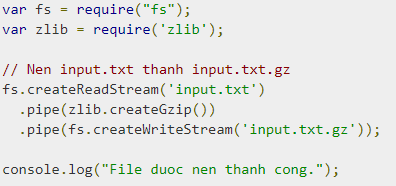 var fs = require("fs");
var zlib = require('zlib');
// Nen input.txt thanh input.txt.gz
fs.createReadStream('input.txt')
.pipe(zlib.createGzip())
.pipe(fs.createWriteStream('input.txt.gz'));
console.log("File duoc nen thanh cong.");